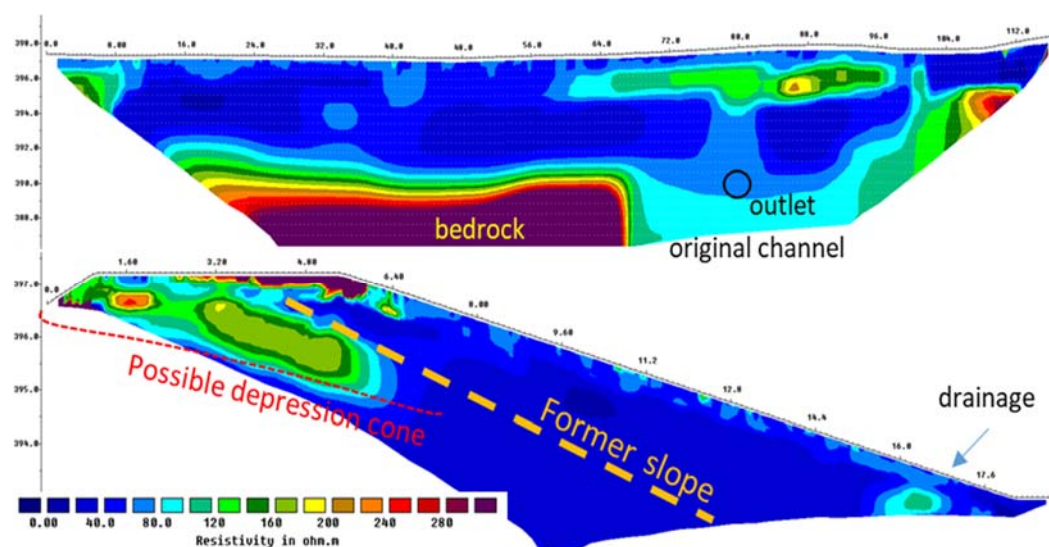 0.0 8.00 16.0 24.0 32.0 40.0 48.0 56.0 64.0 72.0 80.0 88.0 96.0 104.0 112.0
398.0
396.0
394.0
392.0
390.0
388.0
bedrock
outlet
original channel
0.0 1.60 3.20 4.80 6.40 8.00 9.60 11.2 12.8 14.4 16.0 17.6
397.0
396.0
395.0
394.0
Possible depression cone
Former slope
drainage
0.00 40.0 80.0 120 160 200 240 280
Resistivity in ohm.m